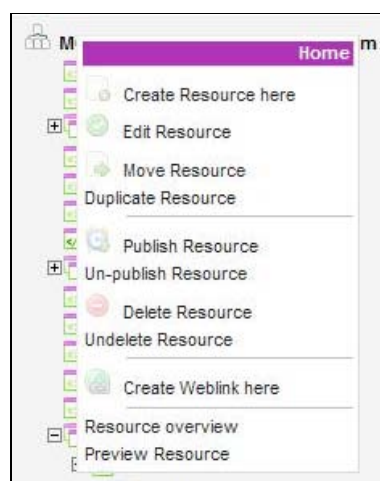 M
Home
m
Create Resource here
Edit Resource
Move Resource
Duplicate Resource
Publish Resource
Un-publish Resource
Delete Resource
Undelete Resource
Create Weblink here
Resource overview
Preview Resource